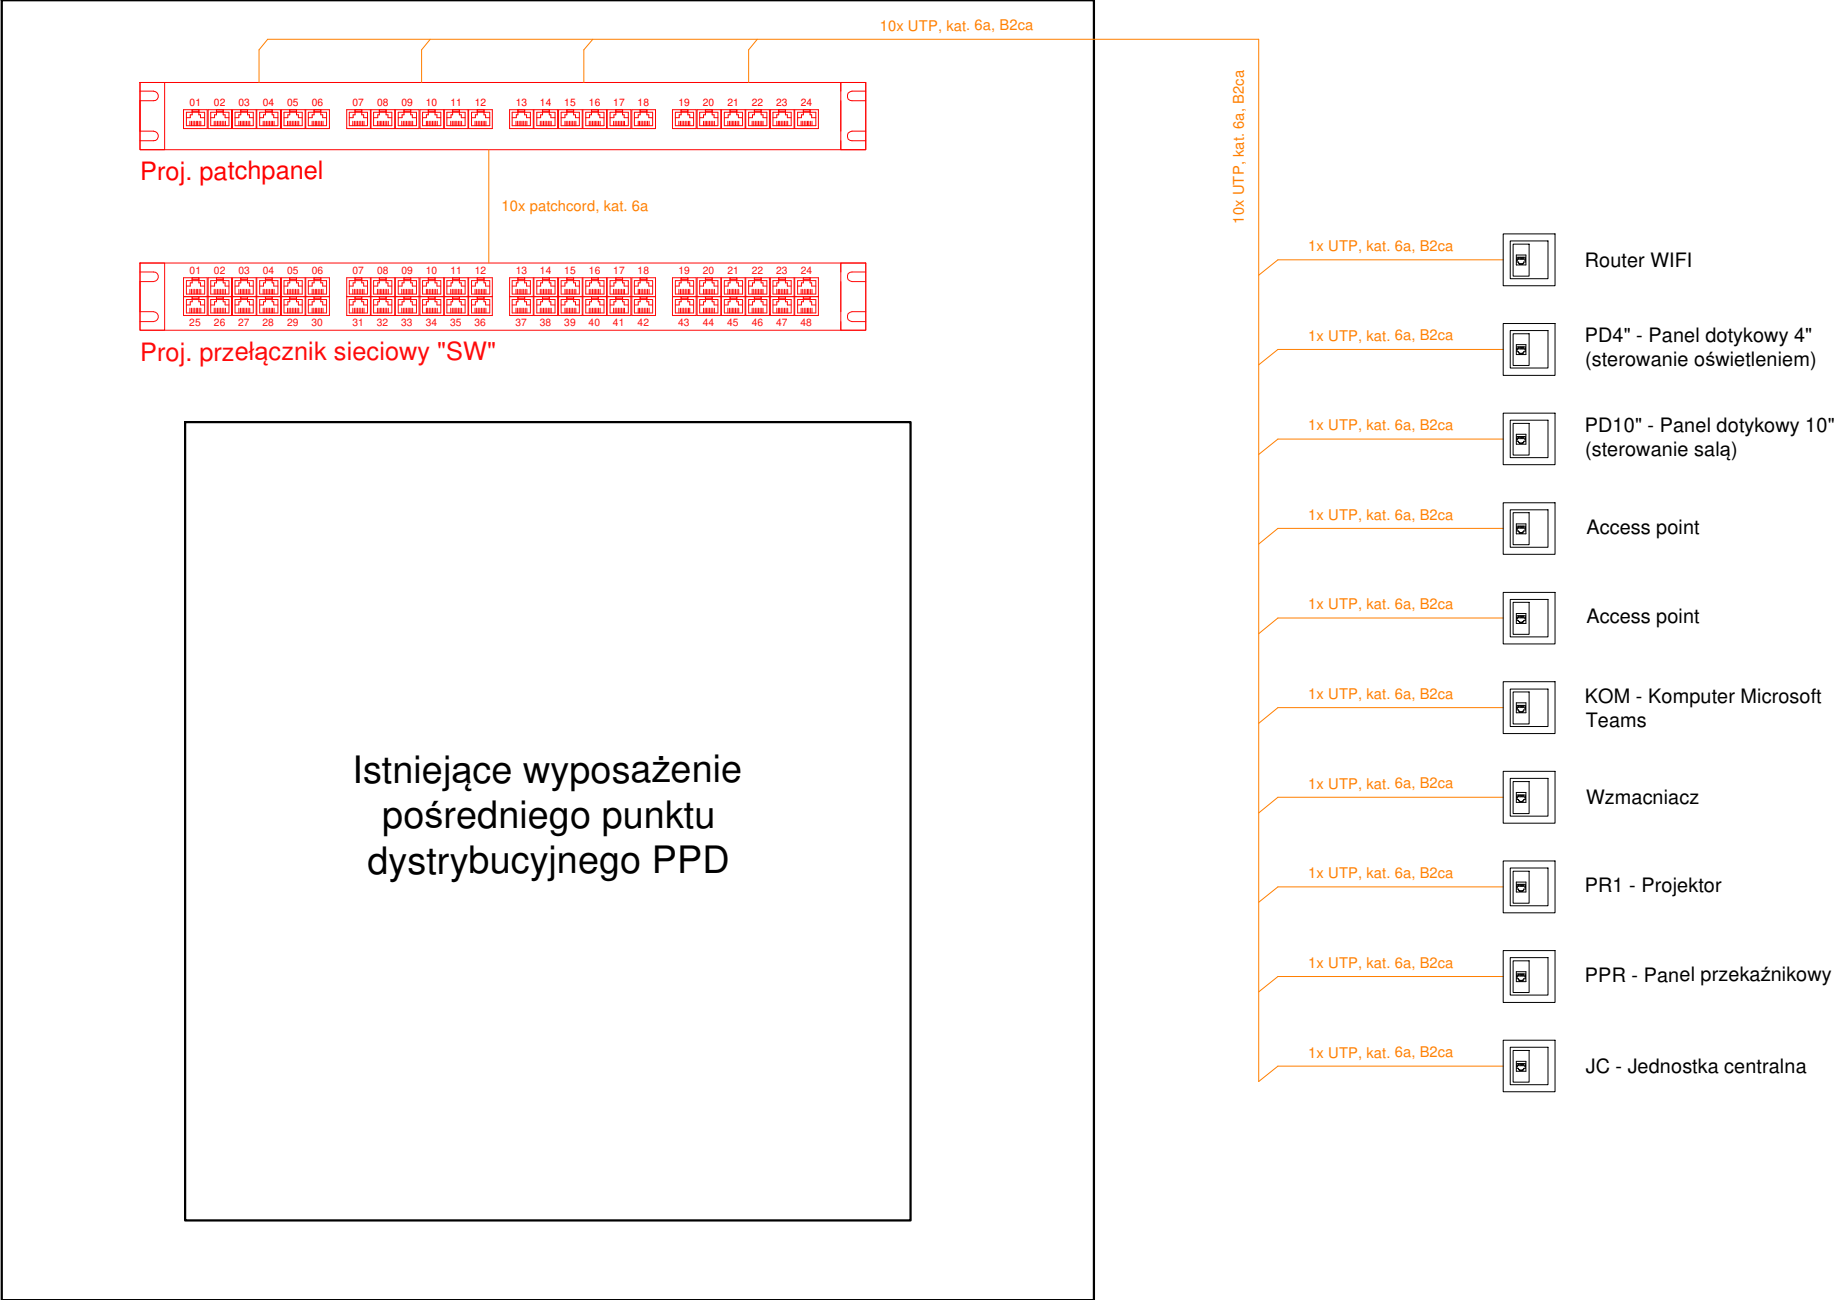 10x UTP, kat. 6a, B2ca
01 02 03 04 05 06 07 08 09 10 11 12 13 14 15 16 17 18 19 20 21 22 23 24
Proj. patchpanel
10x patchcord, kat. 6a
01 02 03 04 05 06 07 08 09 10 11 12 13 14 15 16 17 18 19 20 21 22 23 24
25 26 27 28 29 30 31 32 33 34 35 36 37 38 39 40 41 42 43 44 45 46 47 48
Proj. przełącznik sieciowy "SW"
Istniejące wyposażenie
pośredniego punktu
dystrybucyjnego PPD
10x UTP, kat. 6a, B2ca
1x UTP, kat. 6a, B2ca
Router WIFI
1x UTP, kat. 6a, B2ca
PD4" - Panel dotykowy 4"
(sterowanie oświetleniem)
1x UTP, kat. 6a, B2ca
PD10" - Panel dotykowy 10"
(sterowanie salą)
1x UTP, kat. 6a, B2ca
Access point
1x UTP, kat. 6a, B2ca
Access point
1x UTP, kat. 6a, B2ca
KOM - Komputer Microsoft
Teams
1x UTP, kat. 6a, B2ca
Wzmacniacz
1x UTP, kat. 6a, B2ca
PR1 - Projektor
1x UTP, kat. 6a, B2ca
PPR - Panel przekaźnikowy
1x UTP, kat. 6a, B2ca
JC - Jednostka centralna